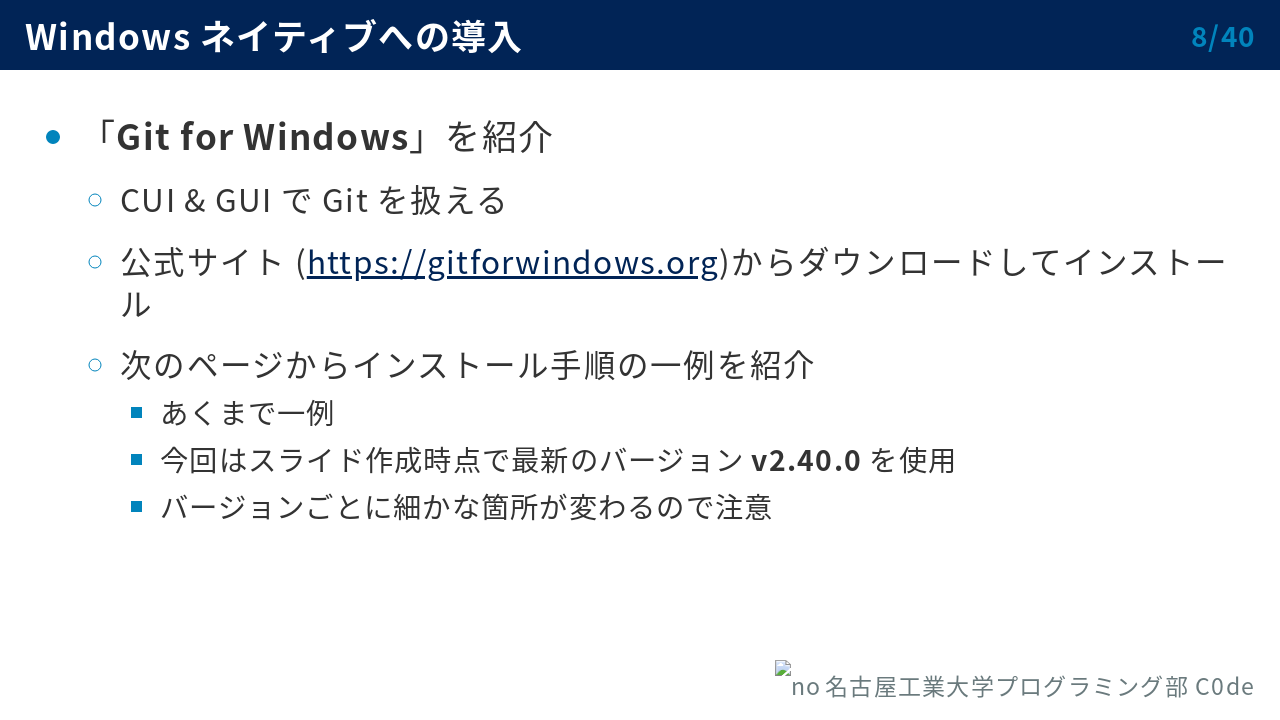 Windows ネイティブへの導入
8/40
「Git for Windows」を紹介
CUI & GUI で Git を扱える
公式サイト (https://gitforwindows.org)からダウンロードしてインストー
ル
次のページからインストール手順の一例を紹介
あくまで一例
今回はスライド作成時点で最新のバージョン v2.40.0 を使用
バージョンごとに細かな箇所が変わるので注意
no 名古屋工業大学プログラミング部 C0de